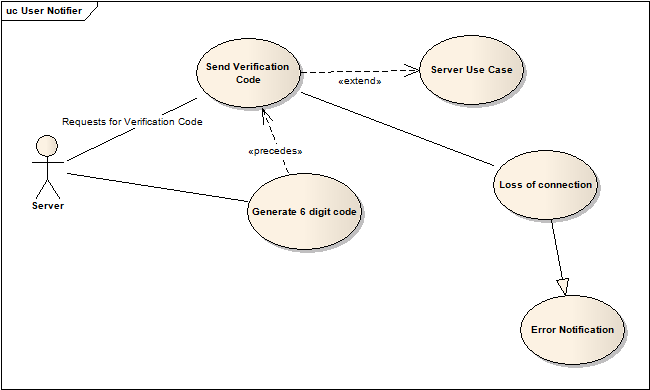 uc User Notifier
Send Verification
Code
Server Use Case
«extend»
Requests for Verification Code
«precedes»
Loss of connection
Server
Generate 6 digit code
Error Notification